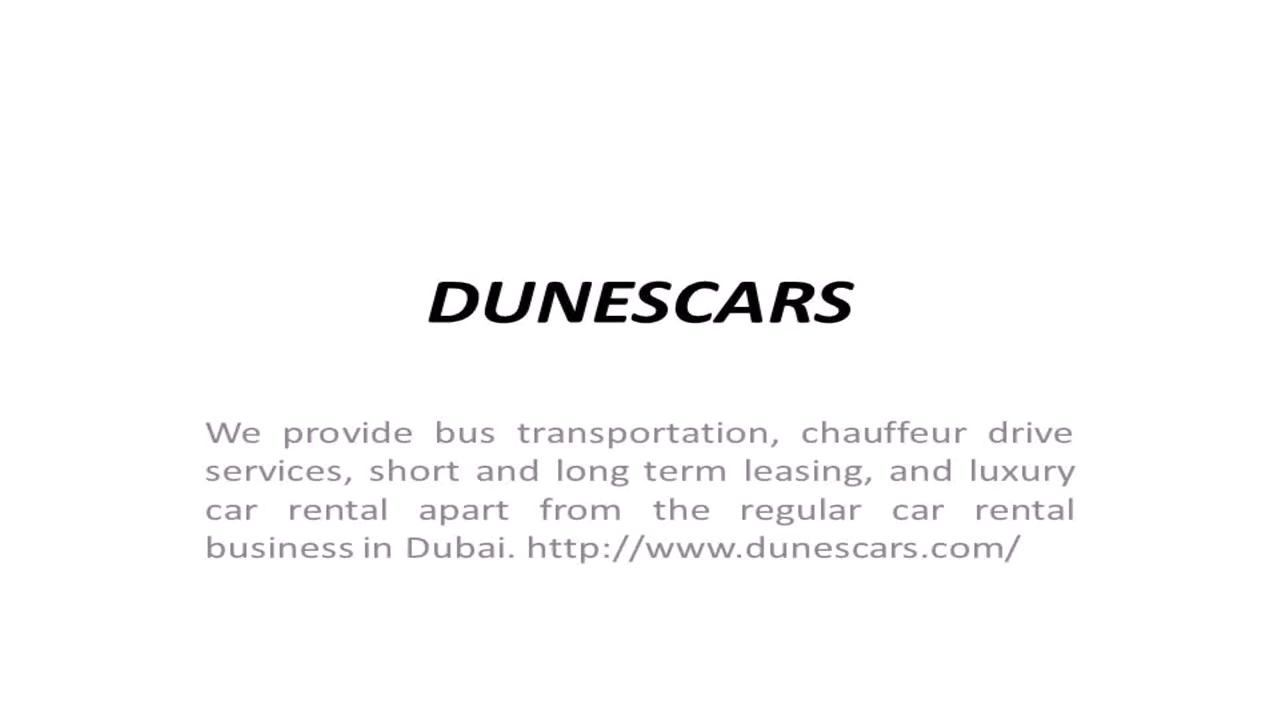 DUNESCARS
We provide bus transportation, chauffeur drive
services, short and long term leasing, and luxury
car rental apart from the regular car rental
business in Dubai. http://www.dunescars.com/